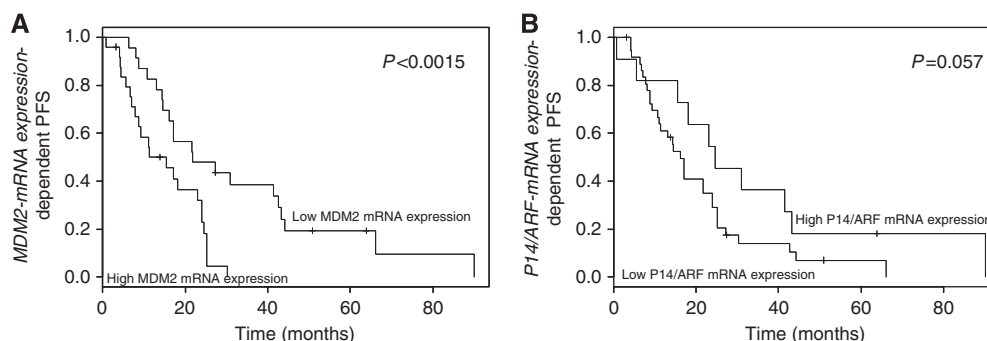 A
MDM2-mRNA expression-
dependent PFS
1.0
0.8
0.6
0.4
0.2
0.0
P<0.0015
Low MDM2 mRNA expression
High MDM2 mRNA expression
0
20
40
60
80
Time (months)
B
P14/ARF-mRNA expression-
dependent PFS
1.0
0.8
0.6
0.4
0.2
0.0
P=0.057
High P14/ARF mRNA expression
Low P14/ARF mRNA expression
0
20
40
60
80
Time (months)